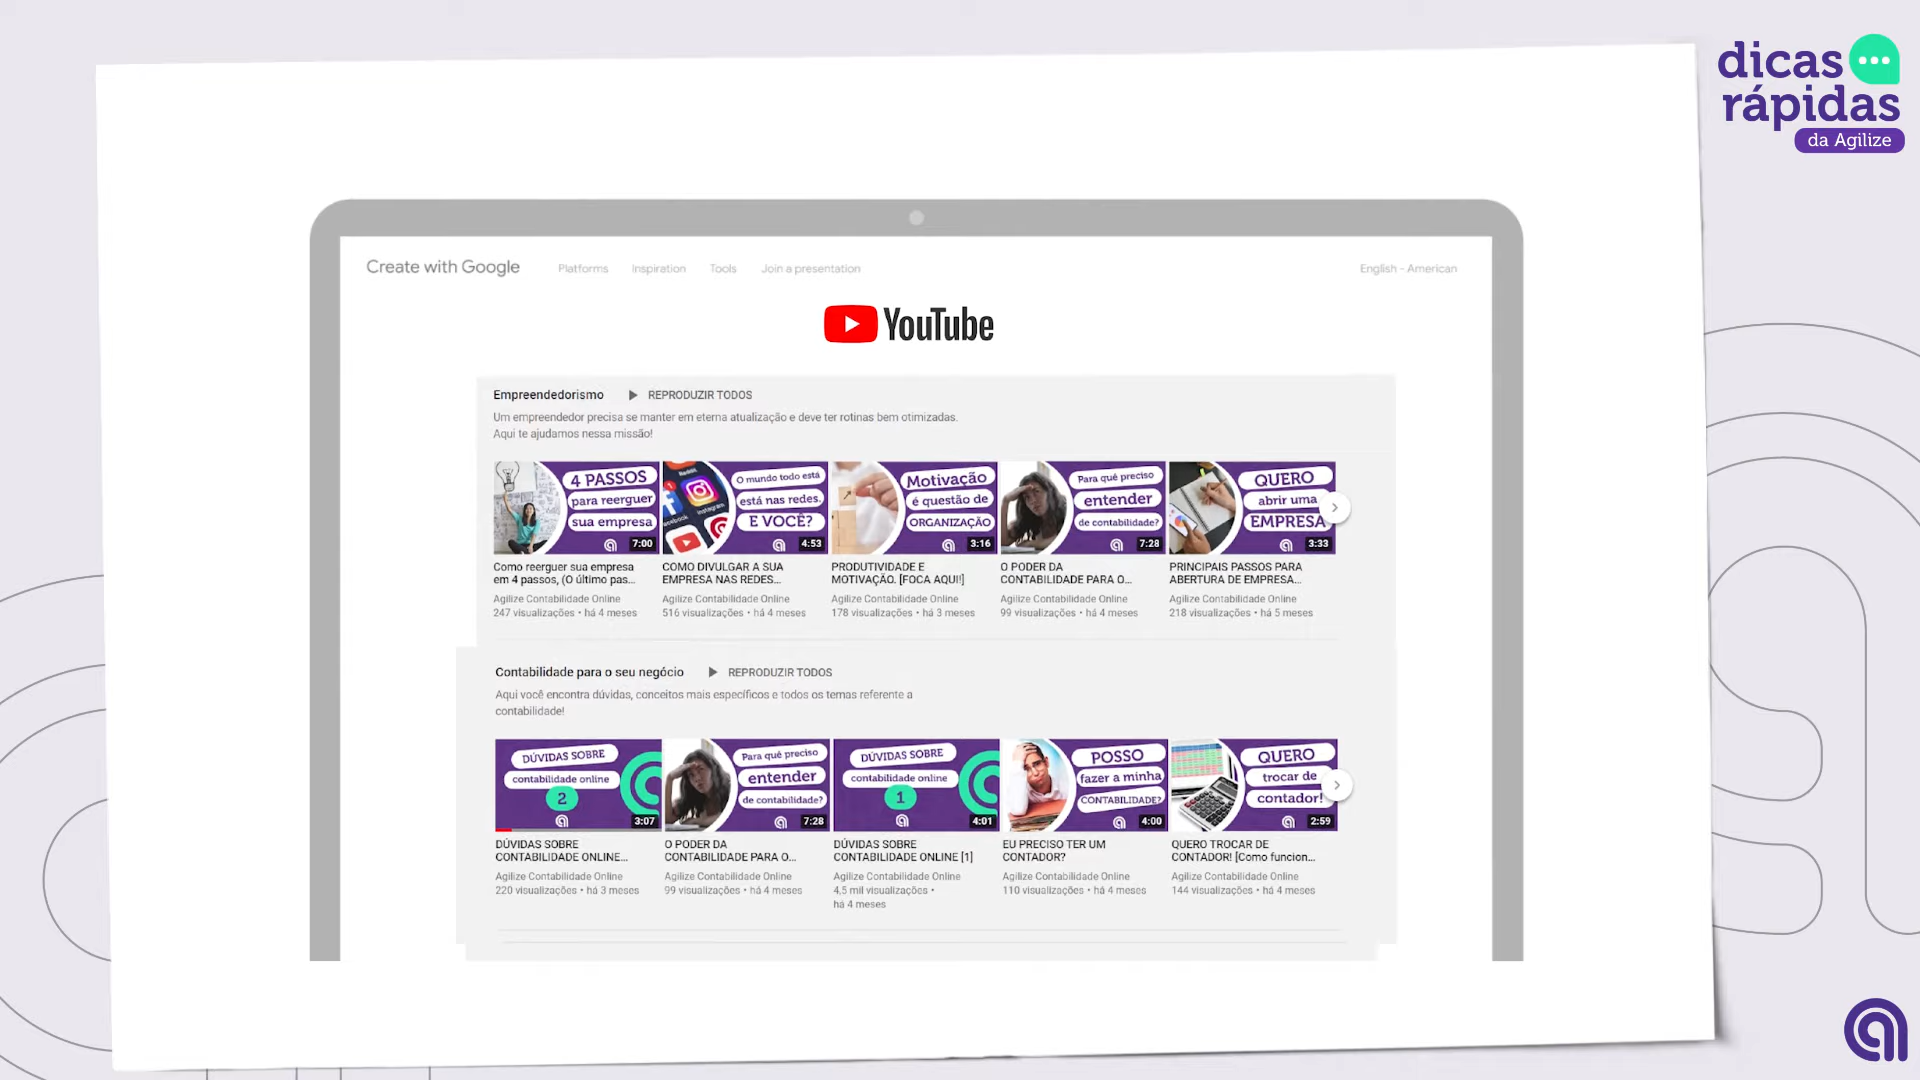 dicas
rápidas
da Agilize
Create with Google
Platforms
Inspiration
Tools
Join a presentation
English - American
YouTube
Empreendedorismo
REPRODUZIR TODOS
Um empreendedor precisa se manter em eterna atualização e deve ter rotinas bem otimizadas.
Aqui te ajudamos nessa missão!
4 PASSOS
para reerguer
sua empresa
7:00
Como reerguer sua empresa
em 4 passos, (O último pas...
Agilize Contabilidade Online
247 visualizações • há 4 meses
O mundo todo está
está nas redes.
E VOCÊ?
4:53
COMO DIVULGAR A SUA
EMPRESA NAS REDES...
Agilize Contabilidade Online
516 visualizações • há 4 meses
Motivação
é questão de
ORGANIZAÇÃO
3:16
PRODUTIVIDADE E
MOTIVAÇÃO. [FOCA AQUI!]
Agilize Contabilidade Online
178 visualizações • há 3 meses
Para quê preciso
entender
de contabilidade?
7:28
O PODER DA
CONTABILIDADE PARA O...
Agilize Contabilidade Online
99 visualizações • há 4 meses
QUERO
abrir uma
EMPRESA
3:33
PRINCIPAIS PASSOS PARA
ABERTURA DE EMPRESA...
Agilize Contabilidade Online
218 visualizações • há 5 meses
Contabilidade para o seu negócio
REPRODUZIR TODOS
Aqui você encontra dúvidas, conceitos mais específicos e todos os temas referente a
contabilidade!
DÚVIDAS SOBRE
contabilidade online
2
3:07
DÚVIDAS SOBRE
CONTABILIDADE ONLINE...
Agilize Contabilidade Online
220 visualizações • há 3 meses
Para quê preciso
entender
de contabilidade?
7:28
O PODER DA
CONTABILIDADE PARA O...
Agilize Contabilidade Online
99 visualizações • há 4 meses
DÚVIDAS SOBRE
contabilidade online
1
4:01
DÚVIDAS SOBRE
CONTABILIDADE ONLINE [1]
Agilize Contabilidade Online
4,5 mil visualizações •
há 4 meses
POSSO
fazer a minha
CONTABILIDADE?
4:00
EU PRECISO TER UM
CONTADOR?
Agilize Contabilidade Online
110 visualizações • há 4 meses
QUERO
trocar de
contador!
2:59
QUERO TROCAR DE
CONTADOR! [Como funcion...
Agilize Contabilidade Online
144 visualizações • há 4 meses